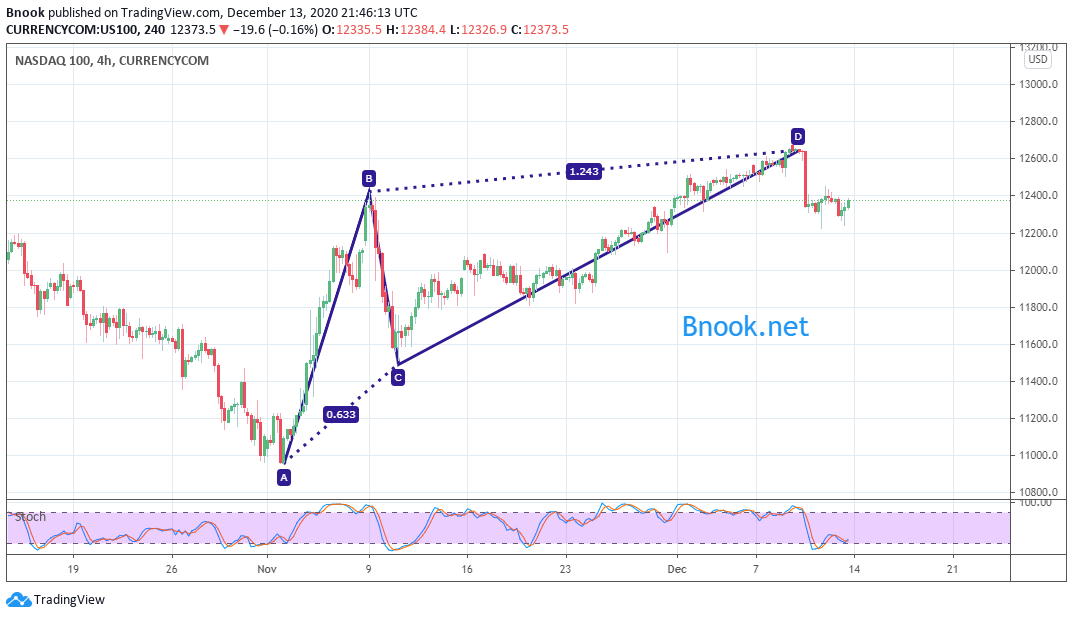 Bnook published on TradingView.com, December 13, 2020 21:46:13 UTC
CURRENCYCOM:US100, 240 12373.5 ▼ −19.6 (−0.16%) O:12335.5 H:12384.4 L:12326.9 C:12373.5
NASDAQ 100, 4h, CURRENCYCOM
13200.0
USD
13000.0
12800.0
D
12600.0
1.243
B
12400.0
12200.0
12000.0
11800.0
Bnook.net
11600.0
C
11400.0
0.633
11200.0
11000.0
A
10800.0
100.00
Stoch
19 26 Nov 9 16 23 Dec 7 14 21
TradingView